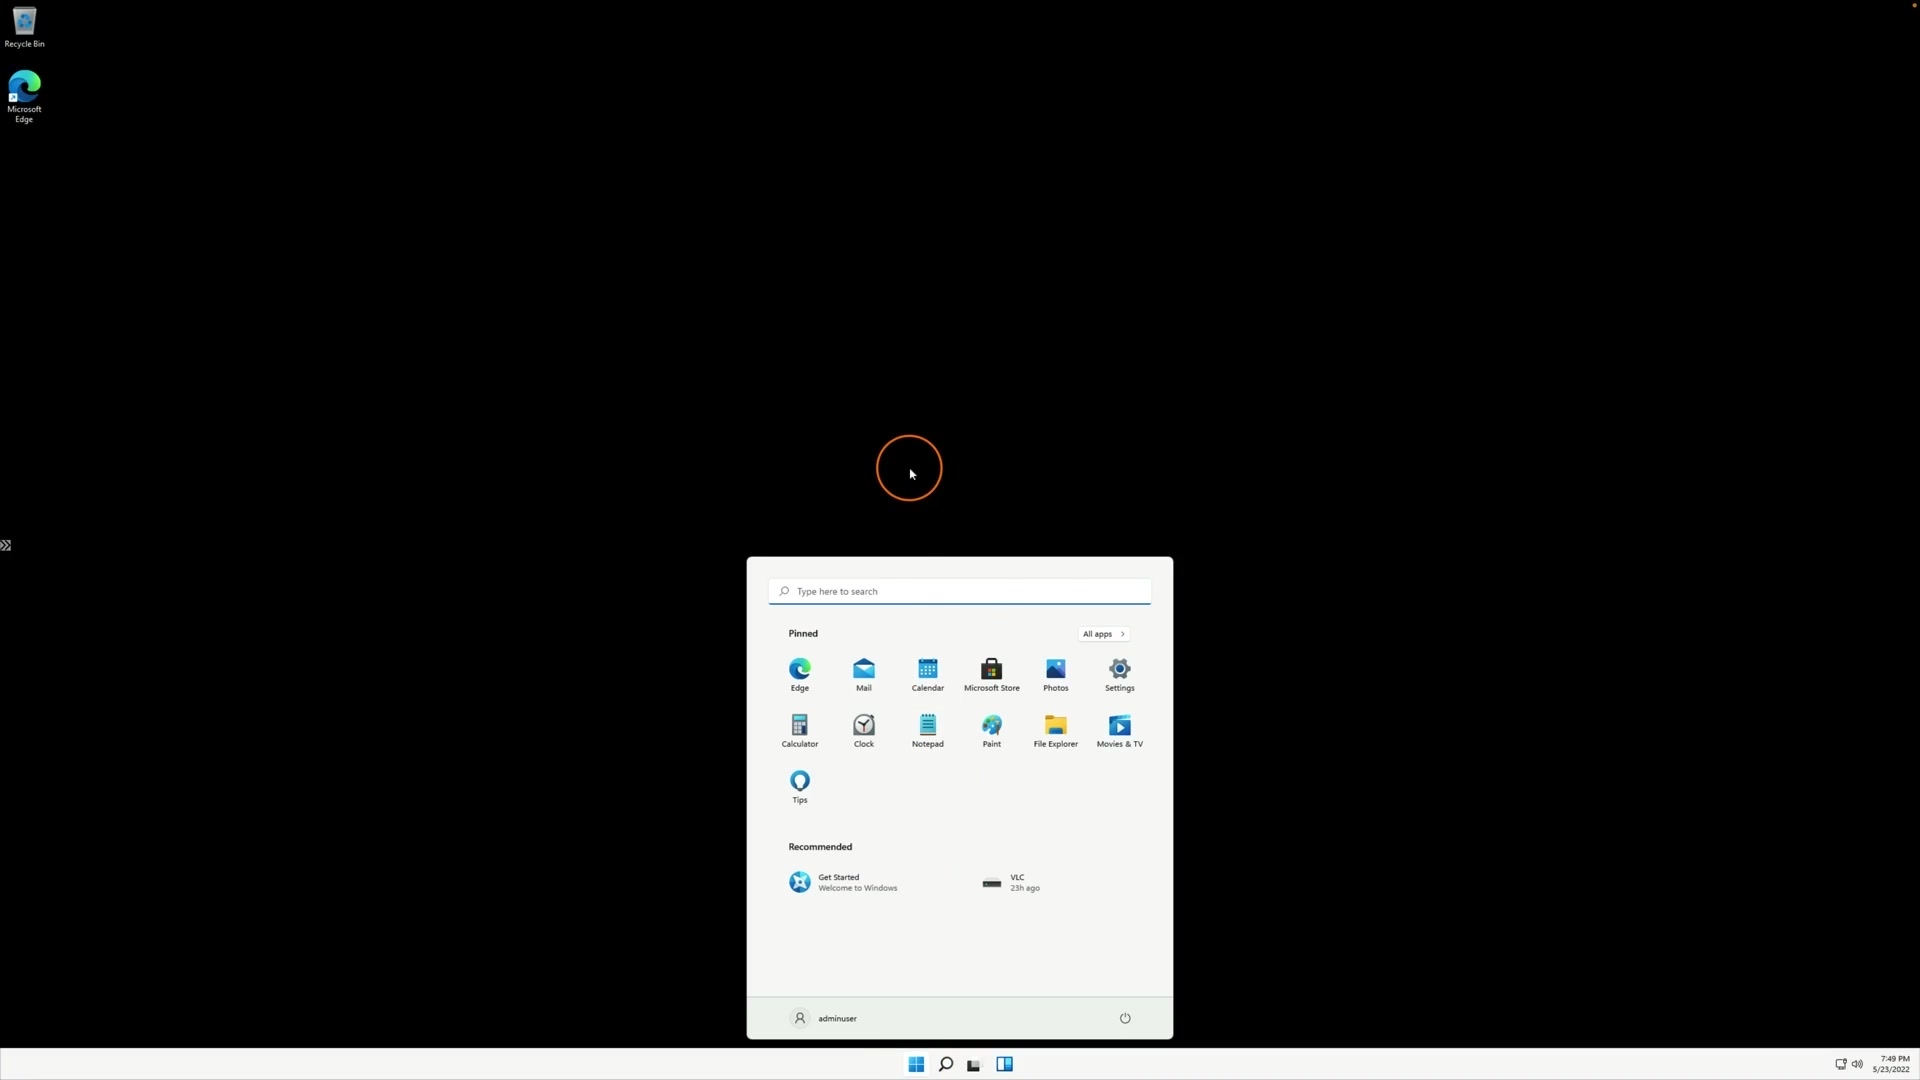 Recycle Bin
Microsoft
Edge
Type here to search
Pinned
All apps
Edge
Mail
Calendar
Microsoft Store
Photos
Settings
Calculator
Clock
Notepad
Paint
File Explorer
Movies & TV
Tips
Recommended
Get Started
Welcome to Windows
VLC
23h ago
adminuser
7:49 PM
5/23/2022